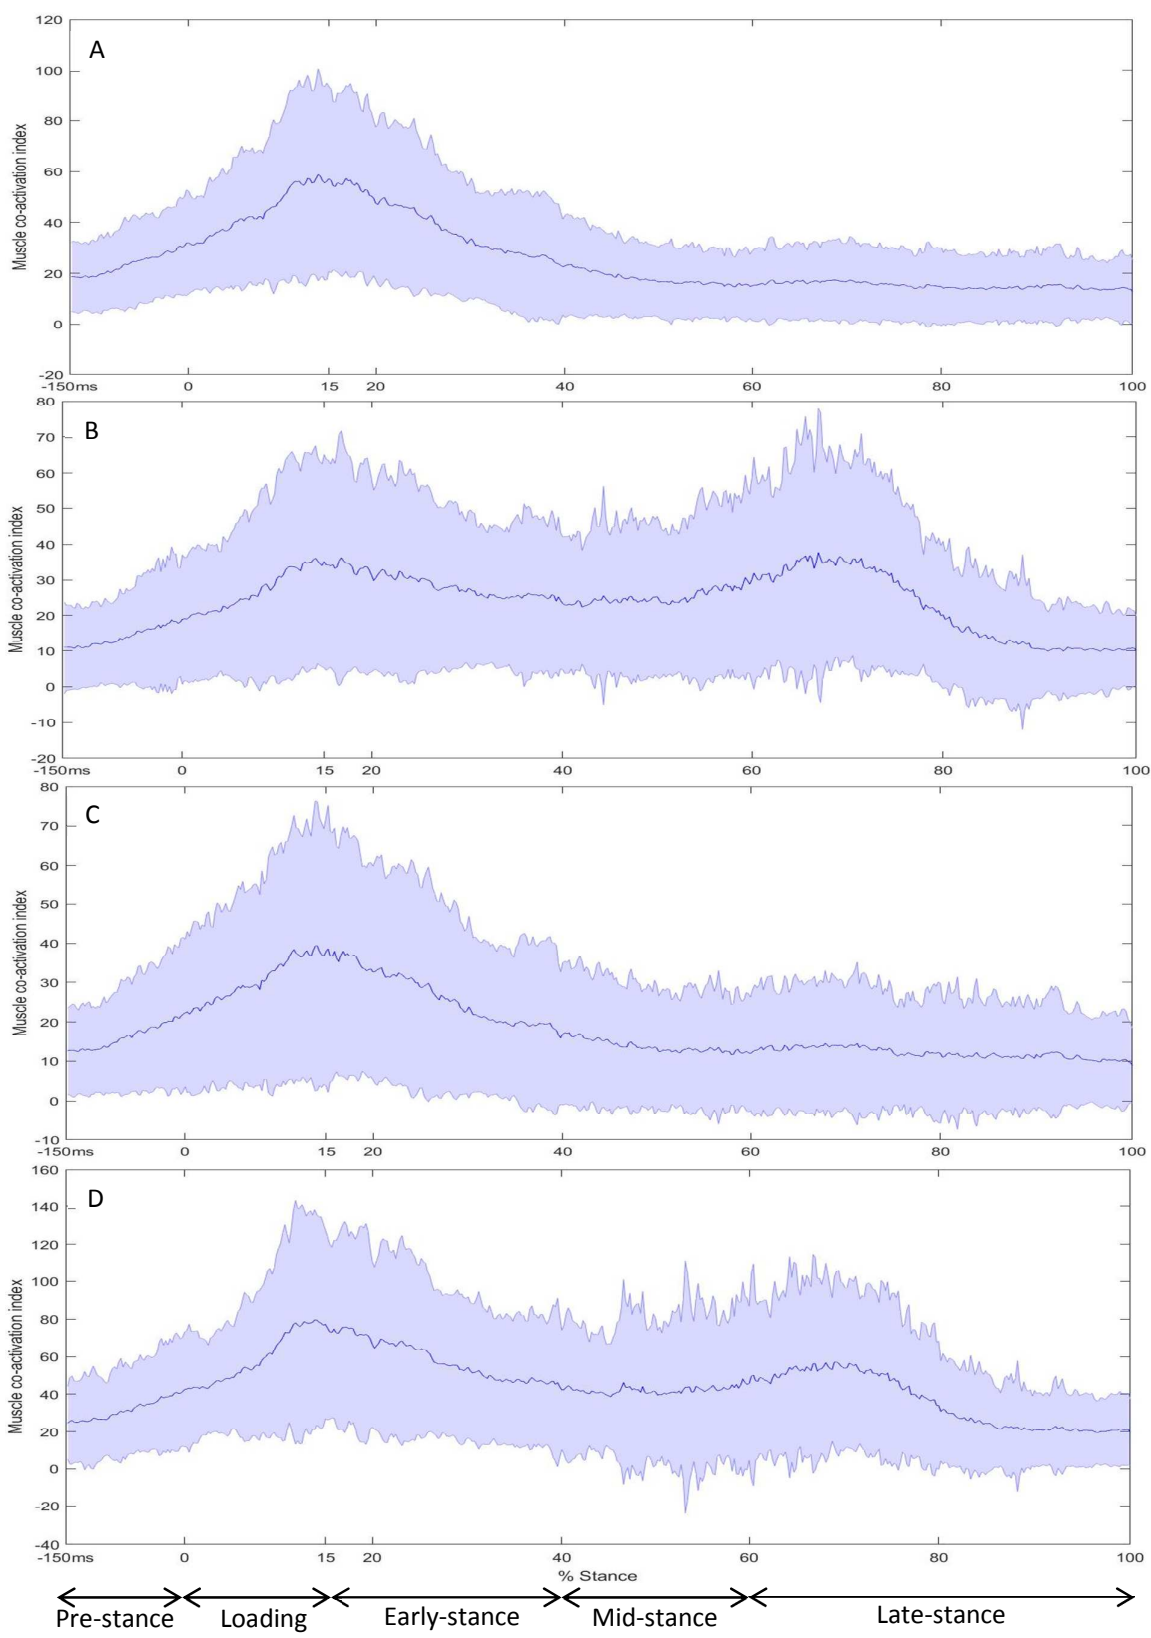 120
A
100
80
60
40
20
0
-20
Muscle co-activation index
-150ms 0 15 20 40 60 80 100
80
B
70
60
50
40
30
20
10
0
-10
-20
Muscle co-activation index
-150ms 0 15 20 40 60 80 100
80
C
70
60
50
40
30
20
10
0
-10
Muscle co-activation index
-150ms 0 15 20 40 60 80 100
160
D
140
120
100
80
60
40
20
0
-20
-40
Muscle co-activation index
-150ms 0 15 20 40 60 80 100
% Stance
Pre-stance Loading Early-stance Mid-stance Late-stance